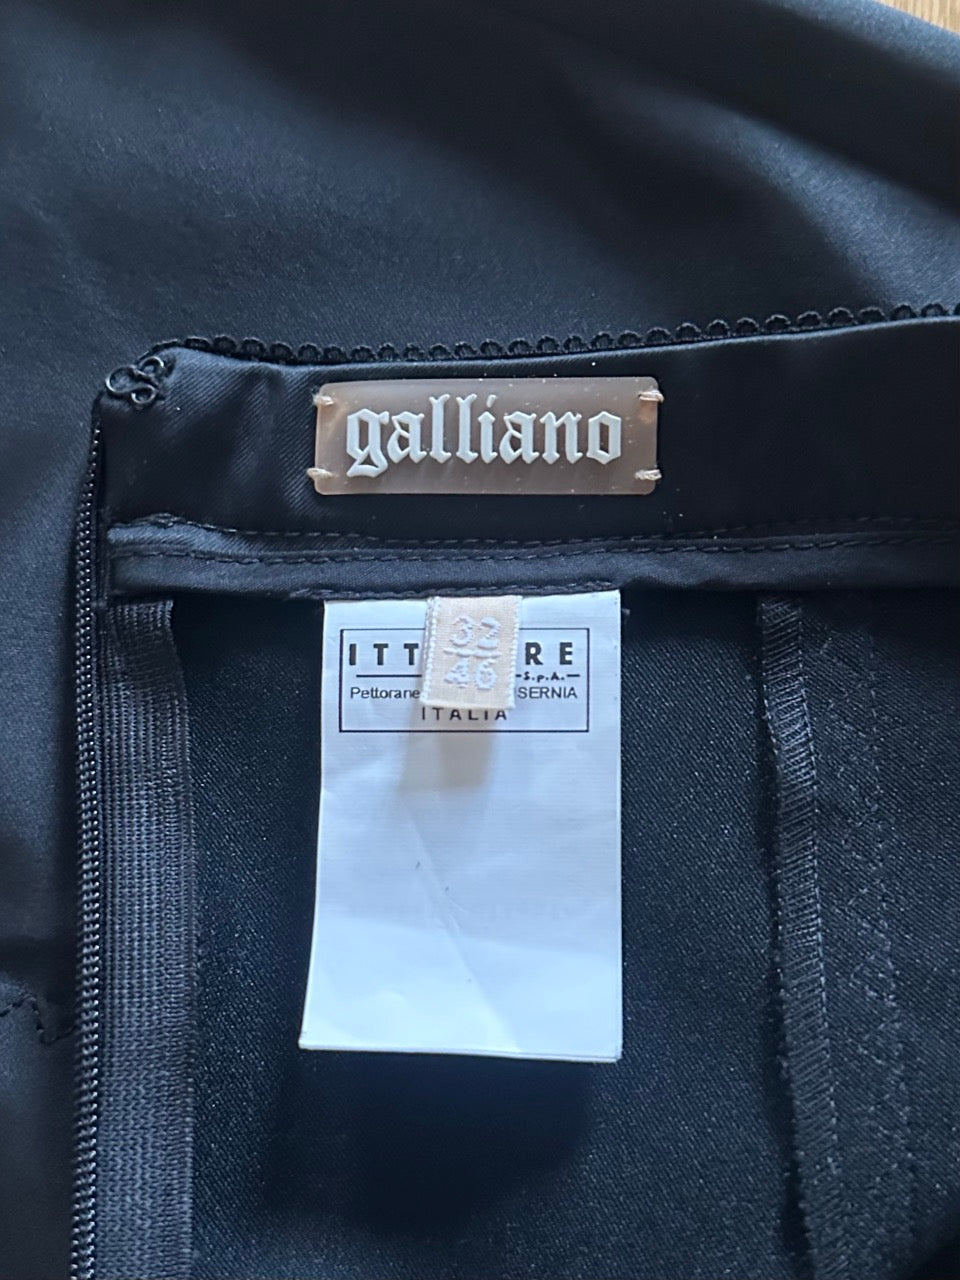 galliano
32
46
ITT RE
S.p.A.
Pettorane SERNIA
ITALIA